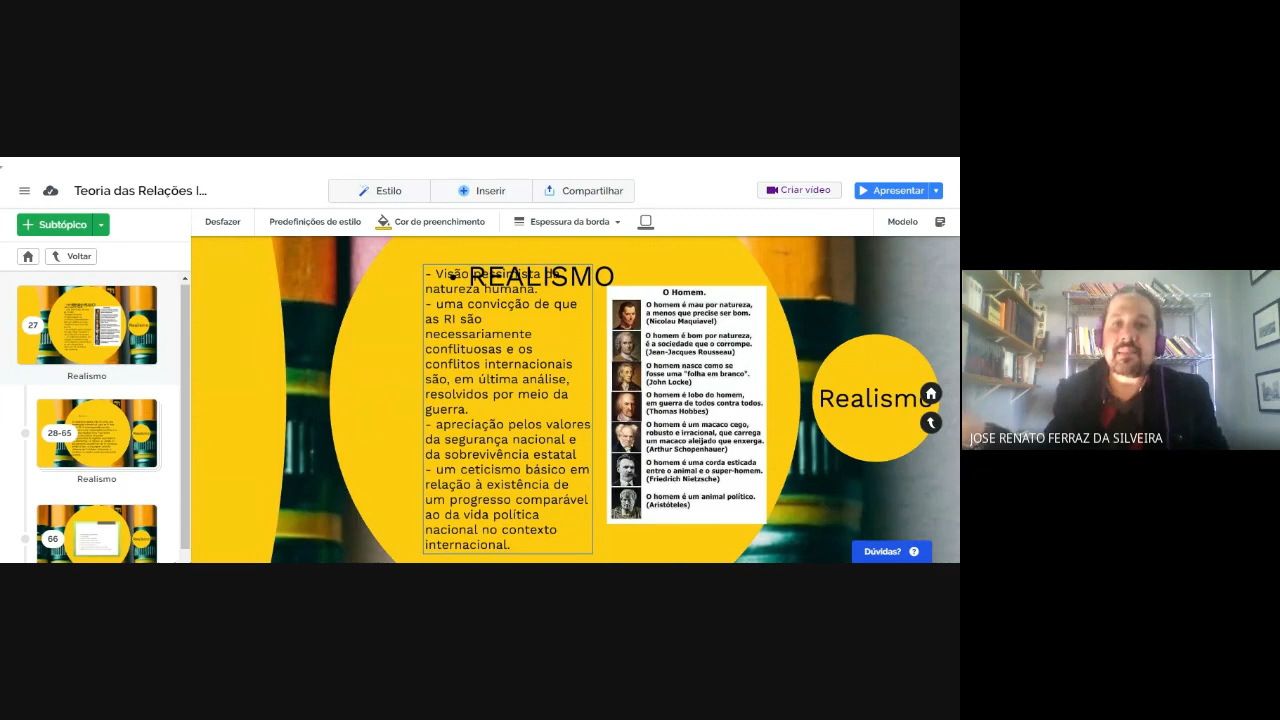 Teoria das Relações I...
Estilo
Inserir
Compartilhar
Criar vídeo
Apresentar
Subtópico
Desfazer
Predefinições de estilo
Cor de preenchimento
Espessura da borda
Modelo
Voltar
27
Realismo
28-65
Realismo
66
• REALISMO
- Visão pessimista da
natureza humana.
- uma convicção de que
as RI são
necessariamente
conflituosas e os
conflitos internacionais
são, em última análise,
resolvidos por meio da
guerra.
- apreciação pelos valores
da segurança nacional e
da sobrevivência estatal
- um ceticismo básico em
relação à existência de
um progresso comparável
ao da vida política
nacional no contexto
internacional.
O Homem.
O homem é mau por natureza,
a menos que precise ser bom.
(Nicolau Maquiavel)
O homem é bom por natureza,
é a sociedade que o corrompe.
(Jean-Jacques Rousseau)
O homem nasce como se
fosse uma "folha em branco".
(John Locke)
O homem é lobo do homem,
em guerra de todos contra todos.
(Thomas Hobbes)
O homem é um macaco cego,
robusto e irracional, que carrega
um macaco aleijado que enxerga.
(Arthur Schopenhauer)
O homem é uma corda esticada
entre o animal e o super-homem.
(Friedrich Nietzsche)
O homem é um animal político.
(Aristóteles)
Realismo
Dúvidas? ?
JOSE RENATO FERRAZ DA SILVEIRA